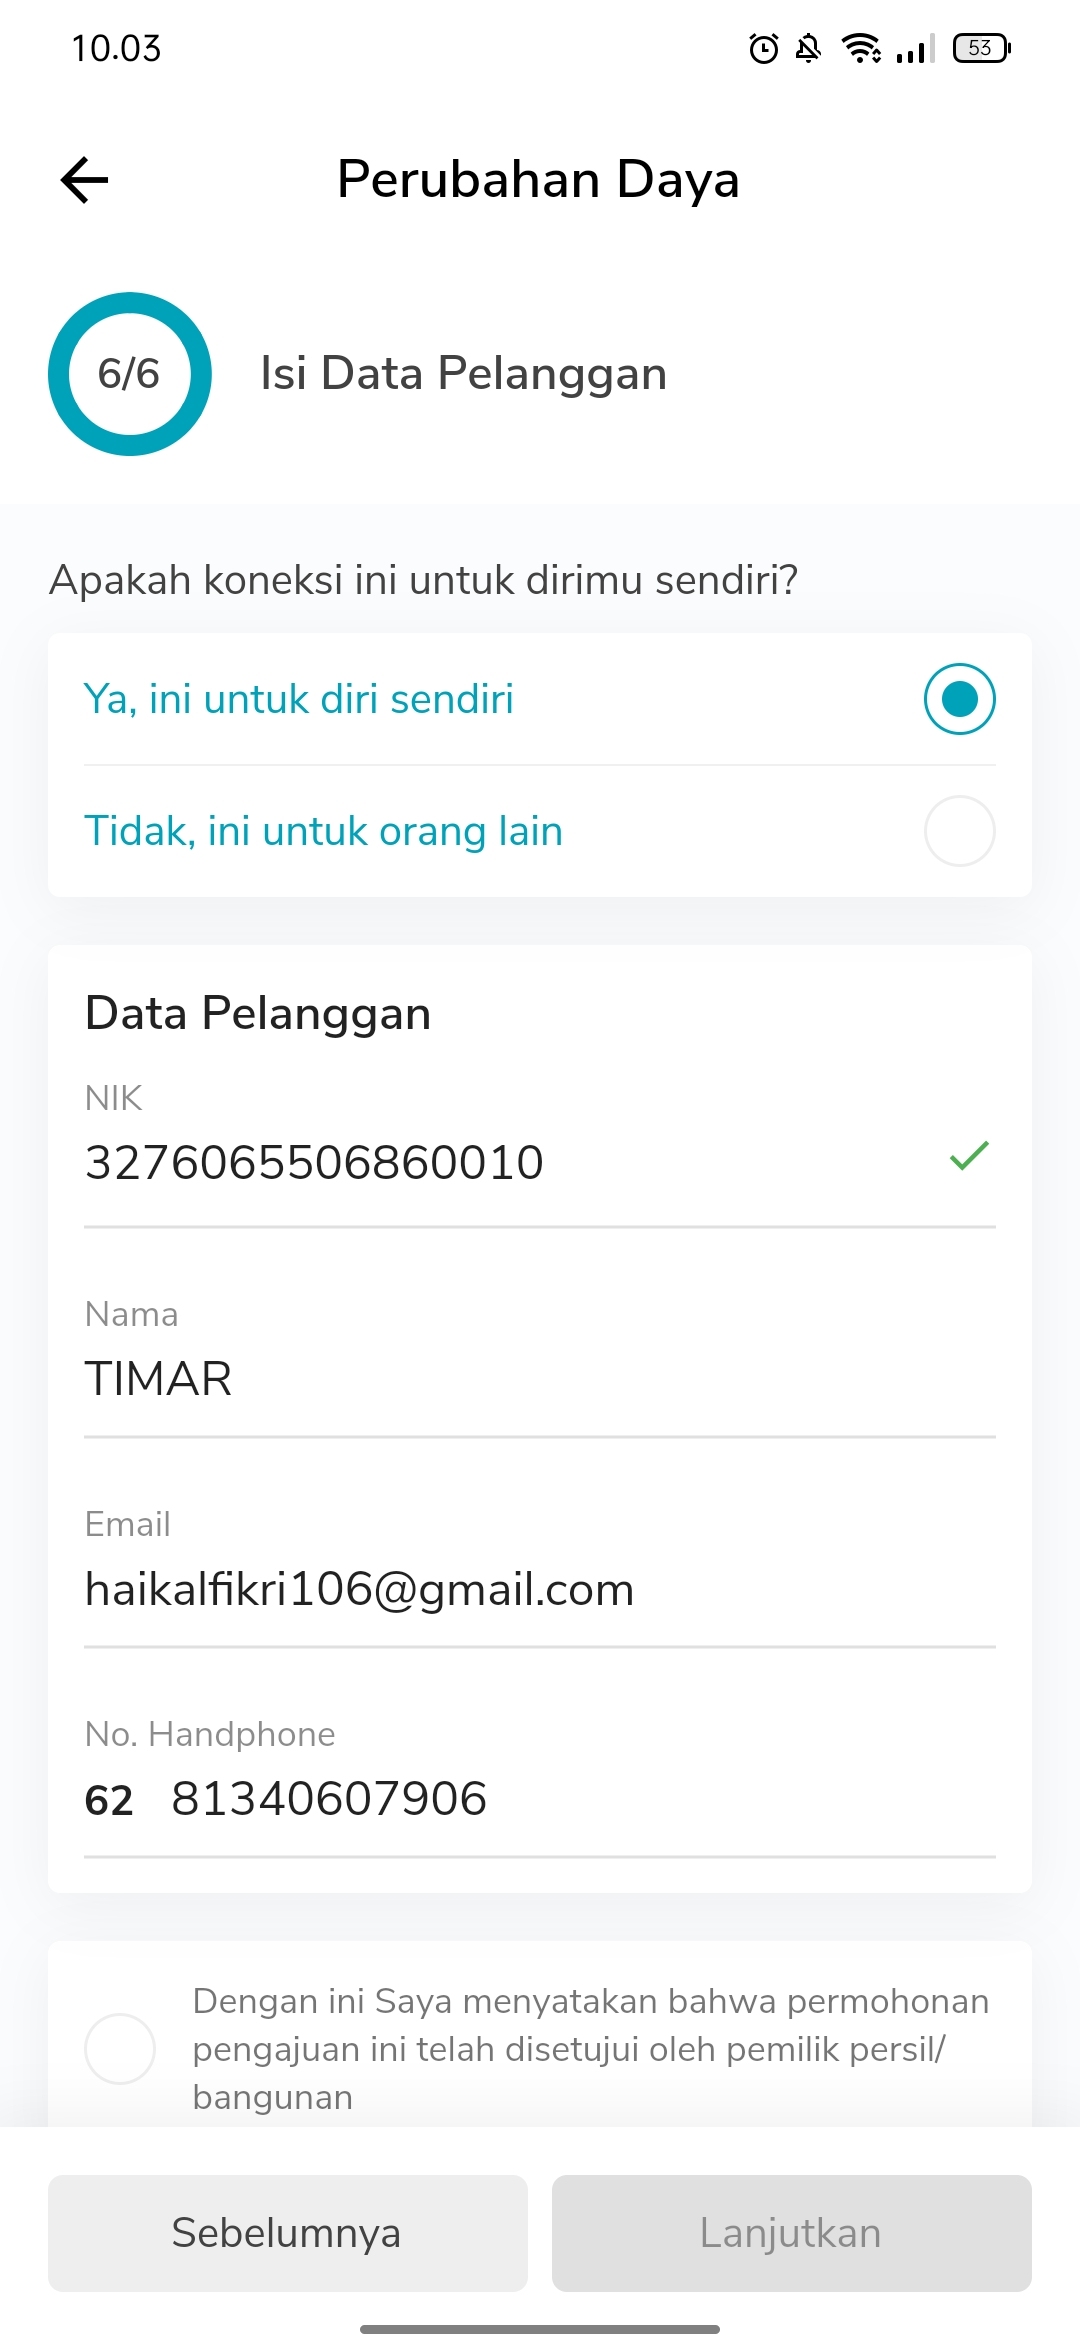 10.03
53
Perubahan Daya
6/6
Isi Data Pelanggan
Apakah koneksi ini untuk dirimu sendiri?
Ya, ini untuk diri sendiri
Tidak, ini untuk orang lain
Data Pelanggan
NIK
3276065506860010
Nama
TIMAR
Email
haikalfikri106@gmail.com
No. Handphone
62 81340607906
Dengan ini Saya menyatakan bahwa permohonan
pengajuan ini telah disetujui oleh pemilik persil/
bangunan
Sebelumnya
Lanjutkan